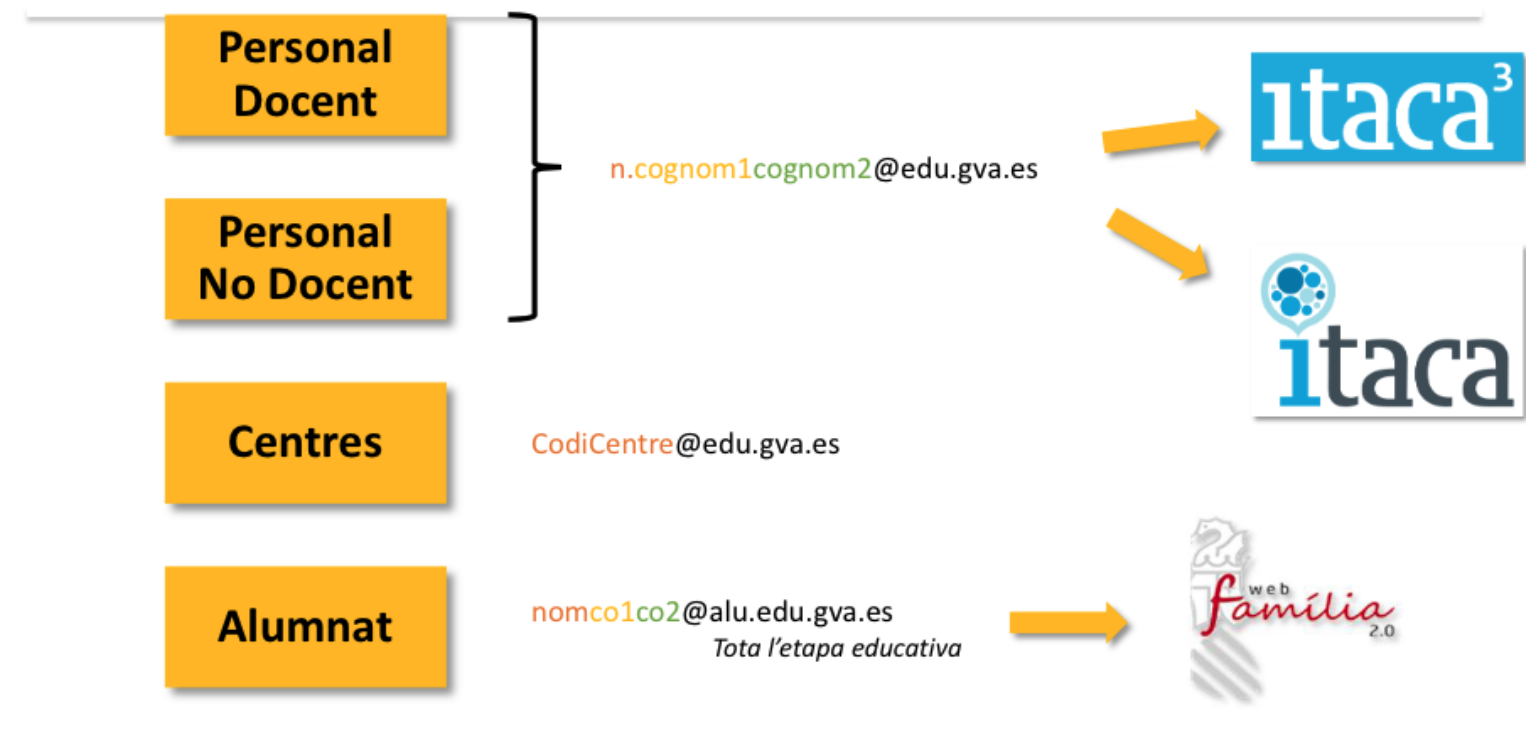 Personal
Docent
Personal
No Docent
n.cognom1cognom2@edu.gva.es
ıtaca³
itaca
Centres
CodiCentre@edu.gva.es
Alumnat
nomco1co2@alu.edu.gva.es
Tota l’etapa educativa
web
família
2.0